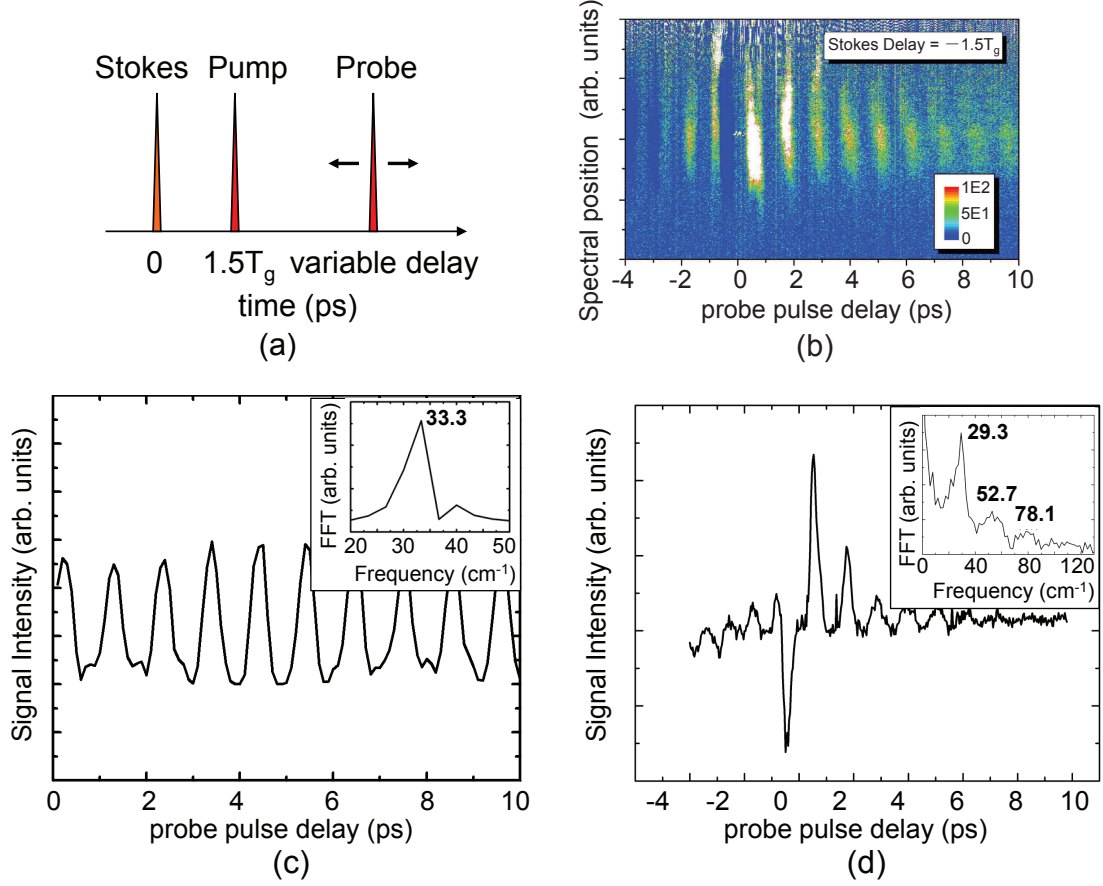 Stokes Pump Probe
0 1.5Tg variable delay
time (ps)
(a)
Spectral position (arb. units)
Stokes Delay = −1.5Tg
1E2
5E1
0
-4 -2 0 2 4 6 8 10
probe pulse delay (ps)
(b)
Signal Intensity (arb. units)
FFT (arb. units)
33.3
20 30 40 50
Frequency (cm-1)
0 2 4 6 8 10
probe pulse delay (ps)
(c)
Signal Intensity (arb. units)
FFT (arb. units)
29.3
52.7
78.1
0 40 80 120
Frequency (cm-1)
-4 -2 0 2 4 6 8 10
probe pulse delay (ps)
(d)